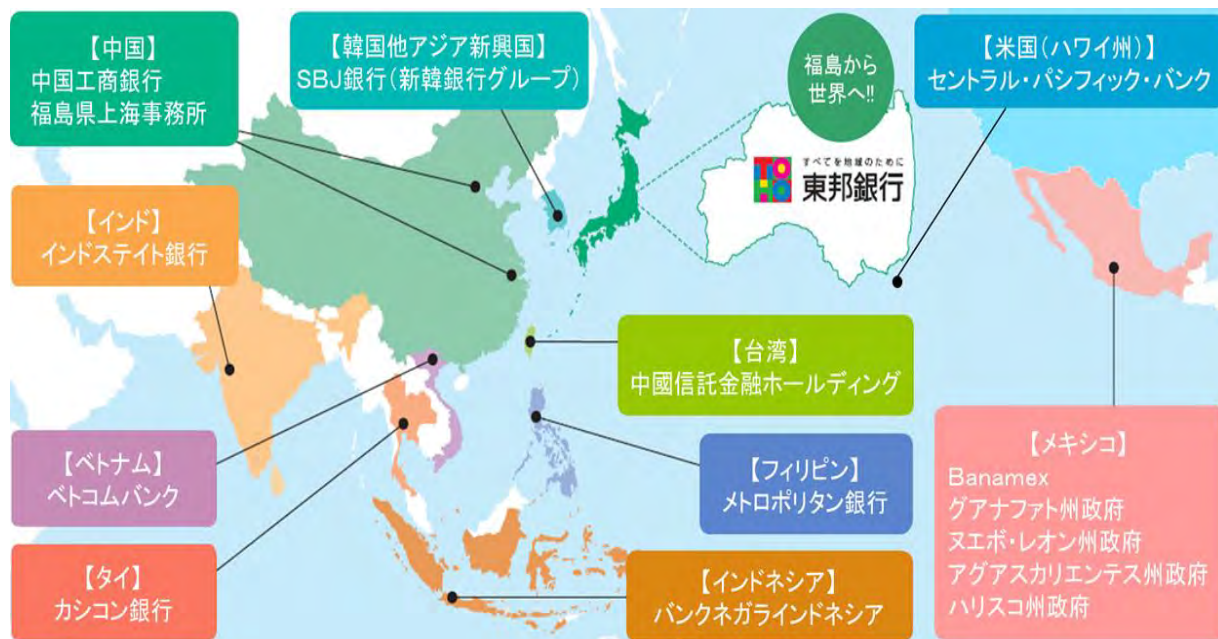 【中国】
中国工商銀行
福島県上海事務所
【韓国他アジア新興国】
SBJ銀行(新韓銀行グループ)
福島から
世界へ!!
【米国(ハワイ州)】
セントラル・パシフィック・バンク
TO
HO
すべてを地域のために
東邦銀行
【インド】
インドステイト銀行
【台湾】
中國信託金融ホールディング
【ベトナム】
ベトコムバンク
【フィリピン】
メトロポリタン銀行
【メキシコ】
Banamex
グアナファト州政府
ヌエボ・レオン州政府
アグアスカリエンテス州政府
ハリスコ州政府
【タイ】
カシコン銀行
【インドネシア】
バンクネガラインドネシア